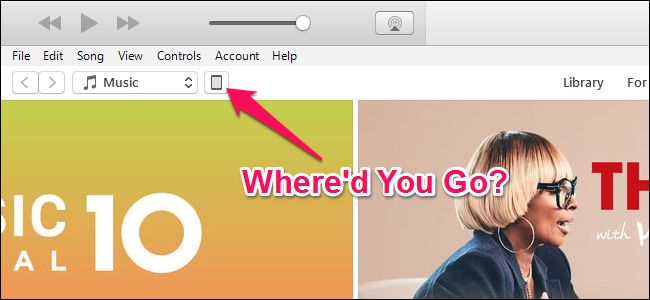 File Edit Song View Controls Account Help
Music
Library For
Where'd You Go?
SIC 10
AL
TH
with